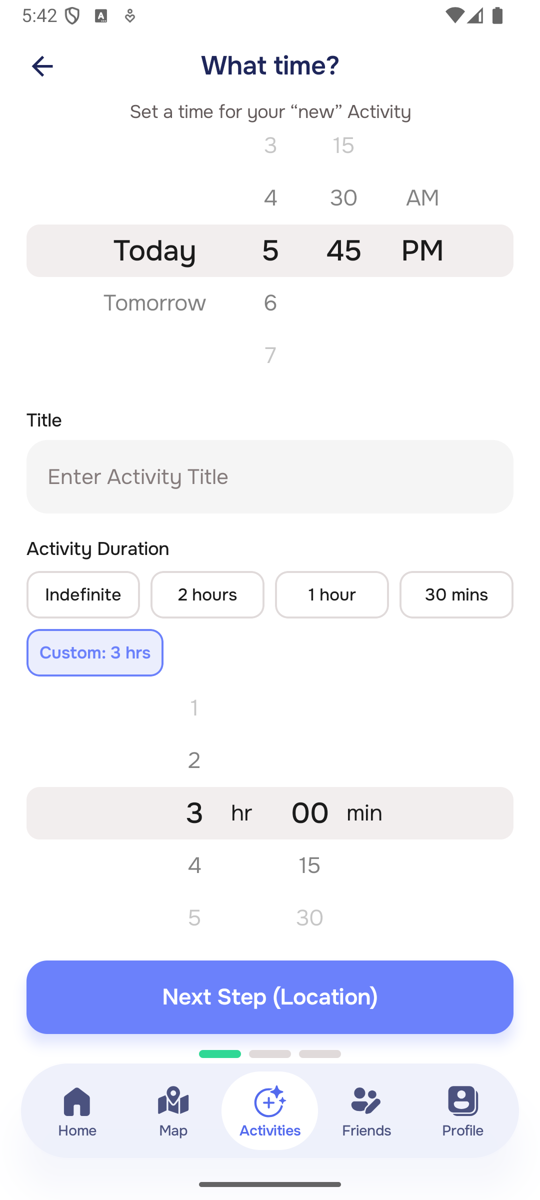 5:42
What time?
Set a time for your “new” Activity
3 15
4 30 AM
Today 5 45 PM
Tomorrow 6
7
Title
Enter Activity Title
Activity Duration
Indefinite 2 hours 1 hour 30 mins
Custom: 3 hrs
1
2
3 hr 00 min
4 15
5 30
Next Step (Location)
Home Map Activities Friends Profile